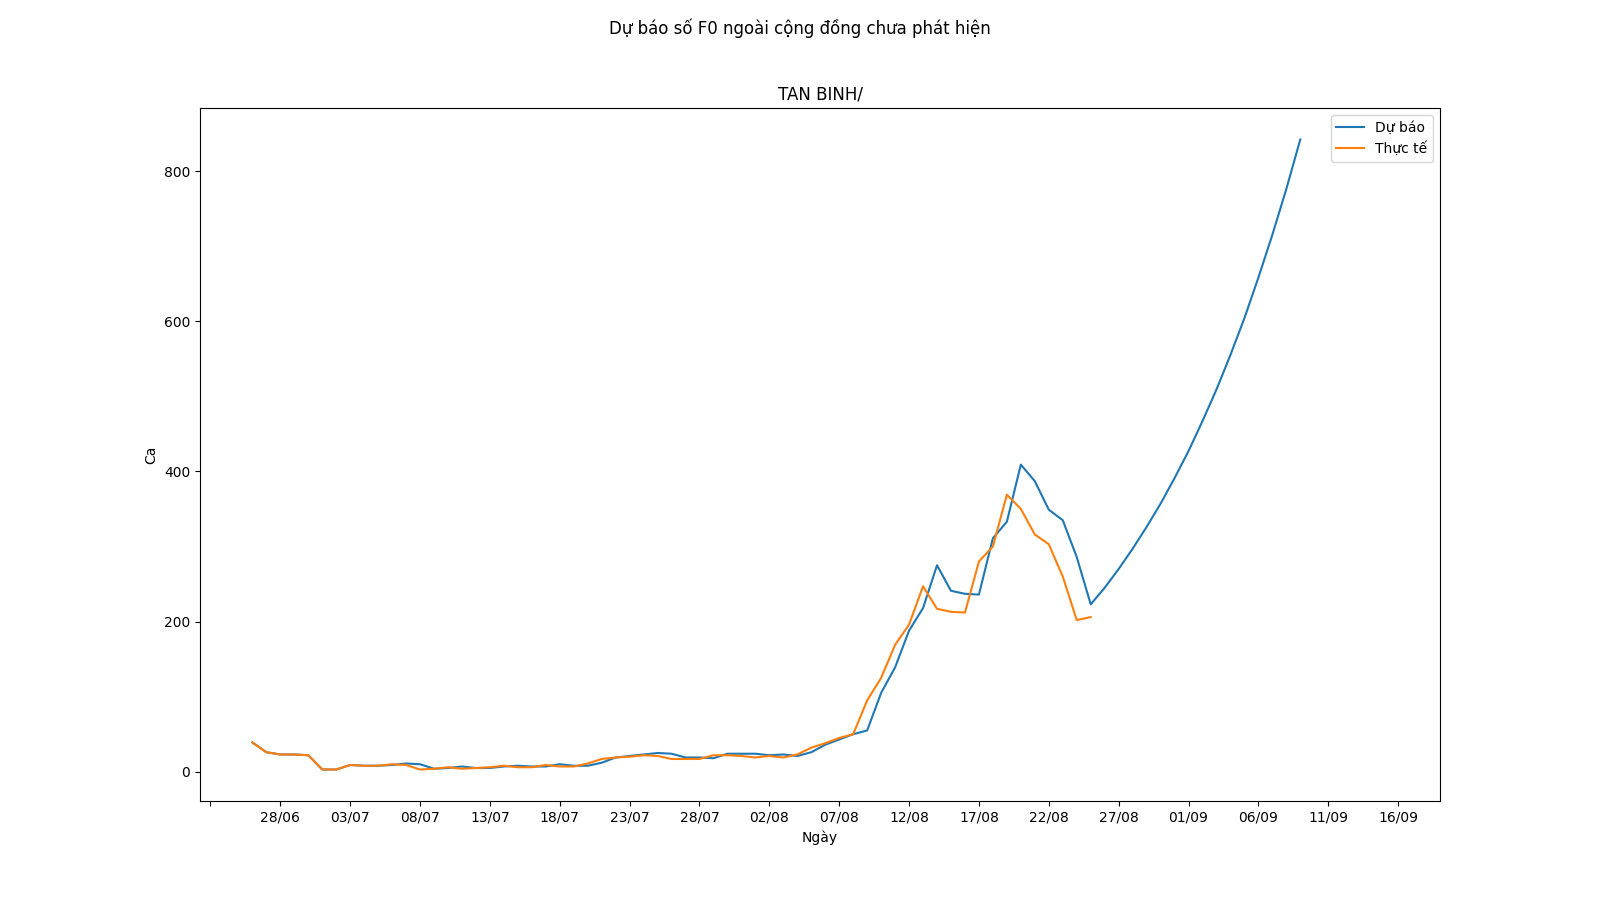 Dự báo số F0 ngoài cộng đồng chưa phát hiện
TAN BINH/
Dự báo
Thực tế
800
600
400
200
0
Ca
28/06 03/07 08/07 13/07 18/07 23/07 28/07 02/08 07/08 12/08 17/08 22/08 27/08 01/09 06/09 11/09 16/09
Ngày